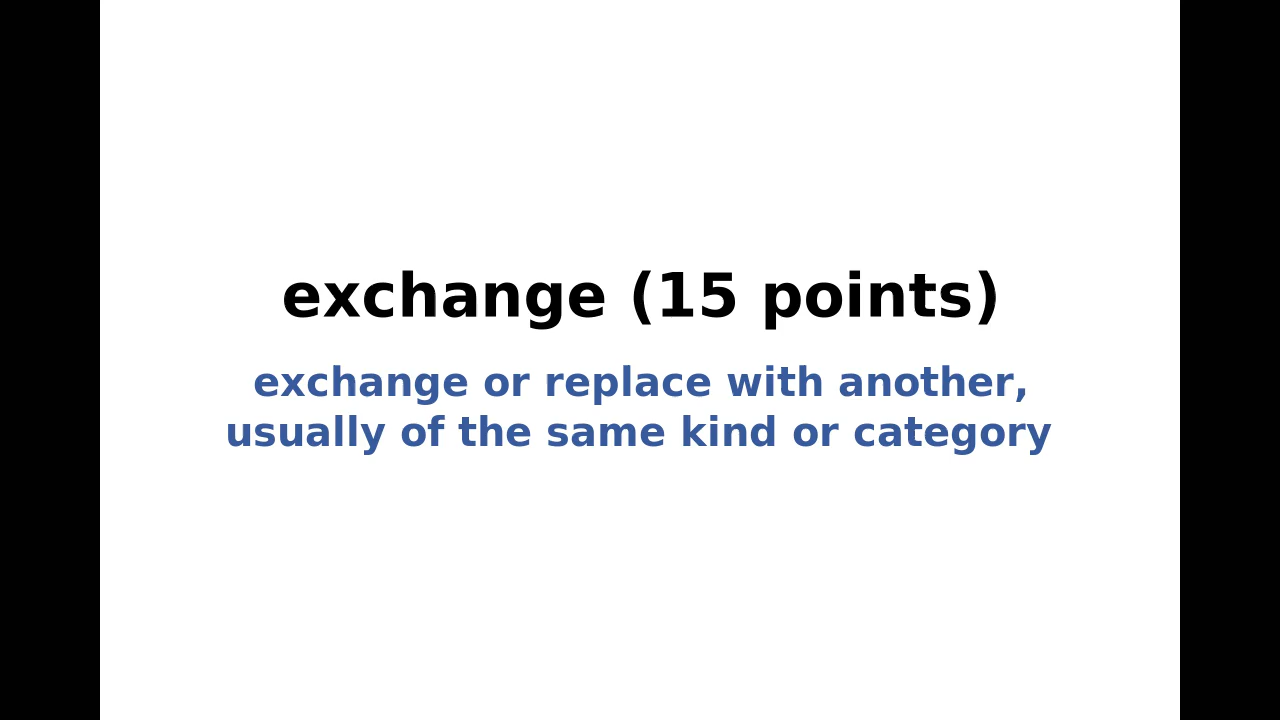 exchange (15 points)
exchange or replace with another,
usually of the same kind or category